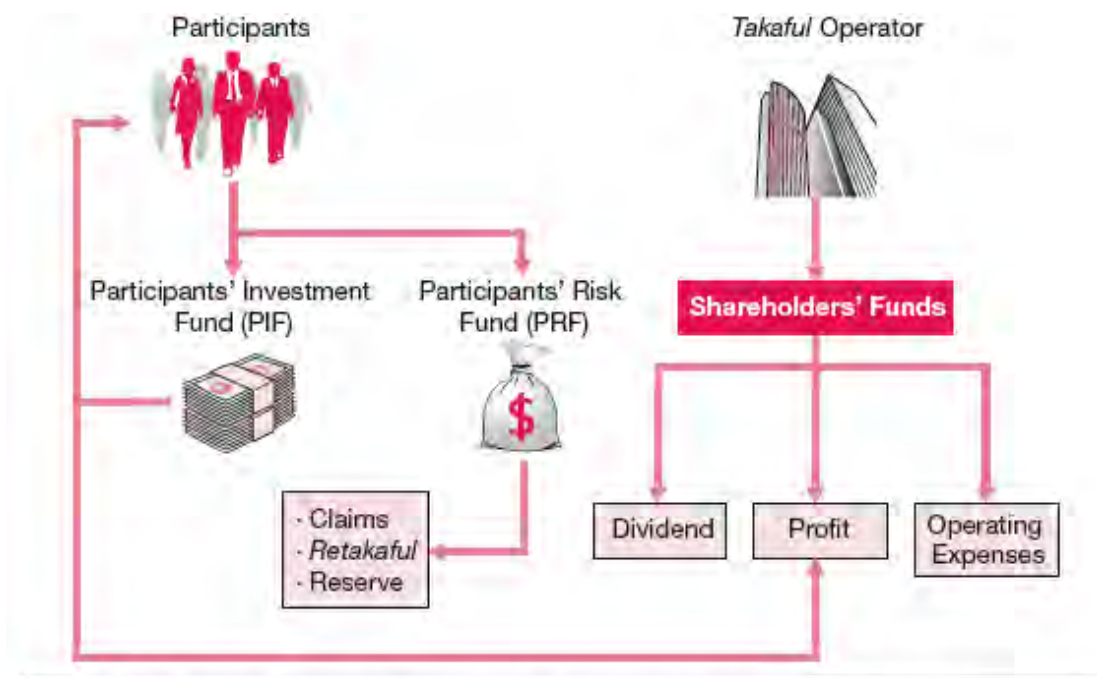 Participants
Takaful Operator
Participants’ Investment
Fund (PIF)
Participants’ Risk
Fund (PRF)
Shareholders’ Funds
$
· Claims
· Retakaful
· Reserve
Dividend
Profit
Operating
Expenses